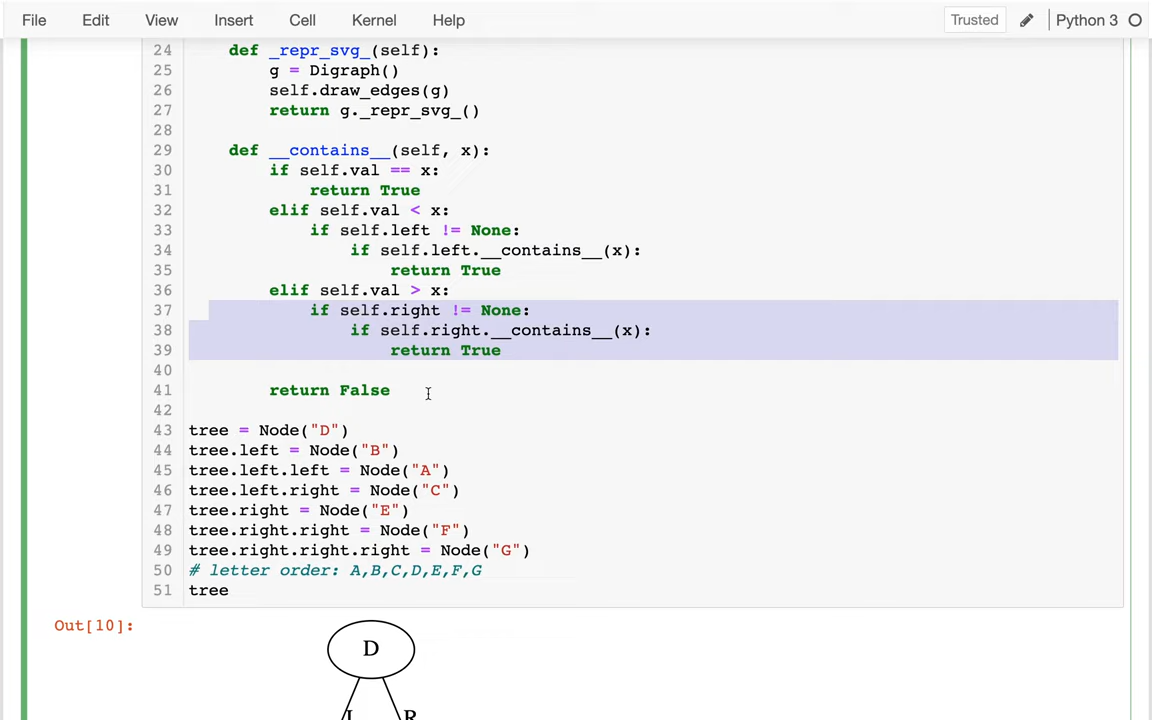 File Edit View Insert Cell Kernel Help Trusted Python 3
24 def _repr_svg_(self):
25 g = Digraph()
26 self.draw_edges(g)
27 return g._repr_svg_()
28
29 def __contains__(self, x):
30 if self.val == x:
31 return True
32 elif self.val < x:
33 if self.left != None:
34 if self.left.__contains__(x):
35 return True
36 elif self.val > x:
37 if self.right != None:
38 if self.right.__contains__(x):
39 return True
40
41 return False
42
43 tree = Node("D")
44 tree.left = Node("B")
45 tree.left.left = Node("A")
46 tree.left.right = Node("C")
47 tree.right = Node("E")
48 tree.right.right = Node("F")
49 tree.right.right.right = Node("G")
50 # letter order: A,B,C,D,E,F,G
51 tree
Out[10]:
D
L R